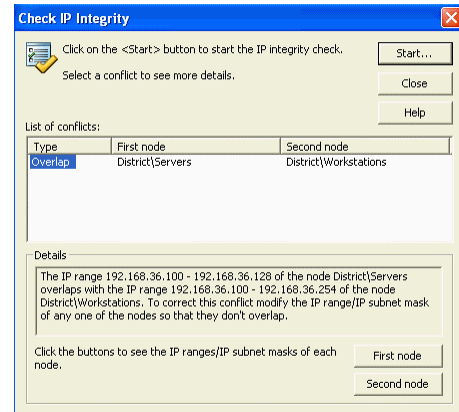 Check IP Integrity
Click on the <Start> button to start the IP integrity check.
Select a conflict to see more details.
Start...
Close
Help
List of conflicts:
Type First node Second node
Overlap District\Servers District\Workstations
Details
The IP range 192.168.36.100 - 192.168.36.128 of the node District\Servers
overlaps with the IP range 192.168.36.100 - 192.168.36.254 of the node
District\Workstations. To correct this conflict modify the IP range/IP subnet mask
of any one of the nodes so that they don't overlap.
Click the buttons to see the IP ranges/IP subnet masks of each
node.
First node
Second node